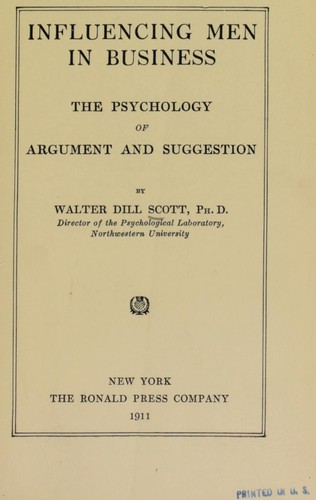 INFLUENCING MEN
IN BUSINESS
THE PSYCHOLOGY
OF
ARGUMENT AND SUGGESTION
BY
WALTER DILL SCOTT, PH. D.
Director of the Psychological Laboratory,
Northwestern University
NEW YORK
THE RONALD PRESS COMPANY
1911
PRINTED IN U. S.